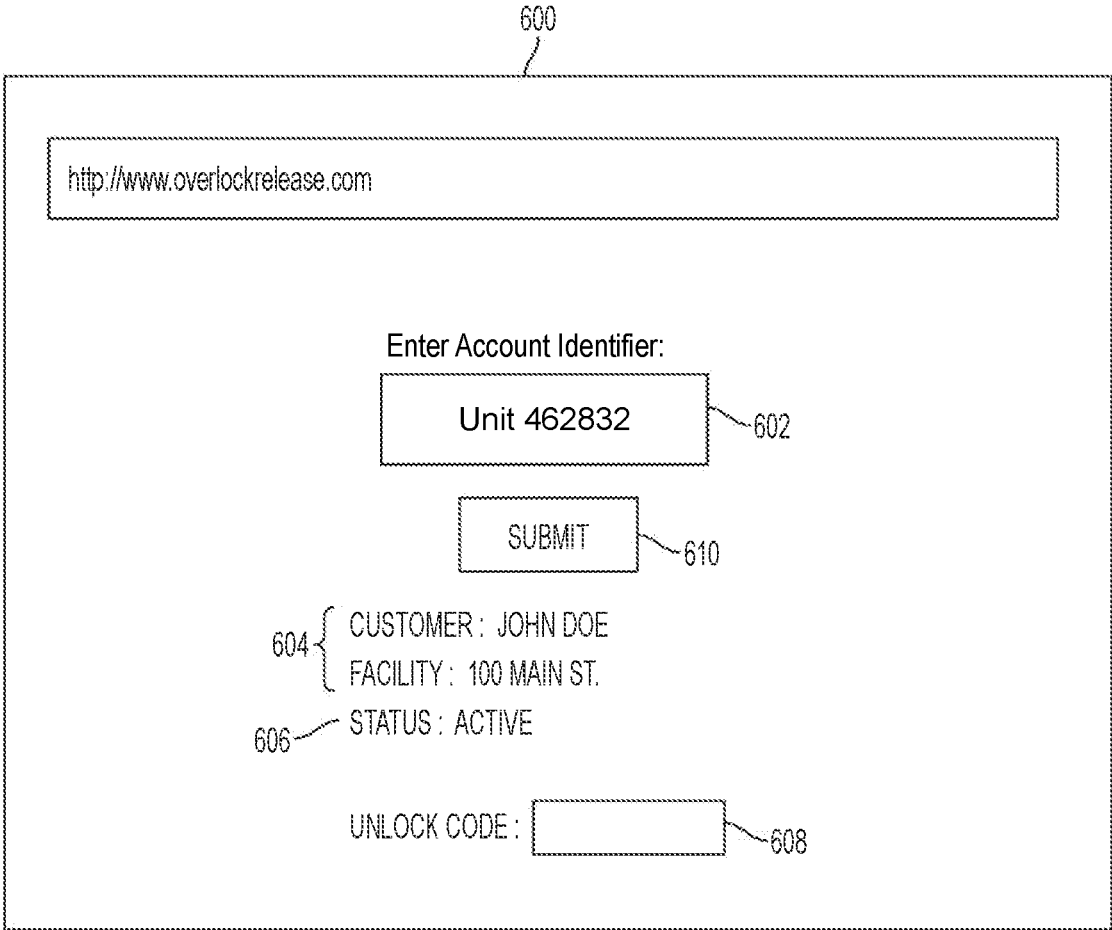 600
http://www.overlockrelease.com
Enter Account Identifier:
Unit 462832
602
SUBMIT
610
604
CUSTOMER : JOHN DOE
FACILITY : 100 MAIN ST.
606
STATUS : ACTIVE
UNLOCK CODE :
608